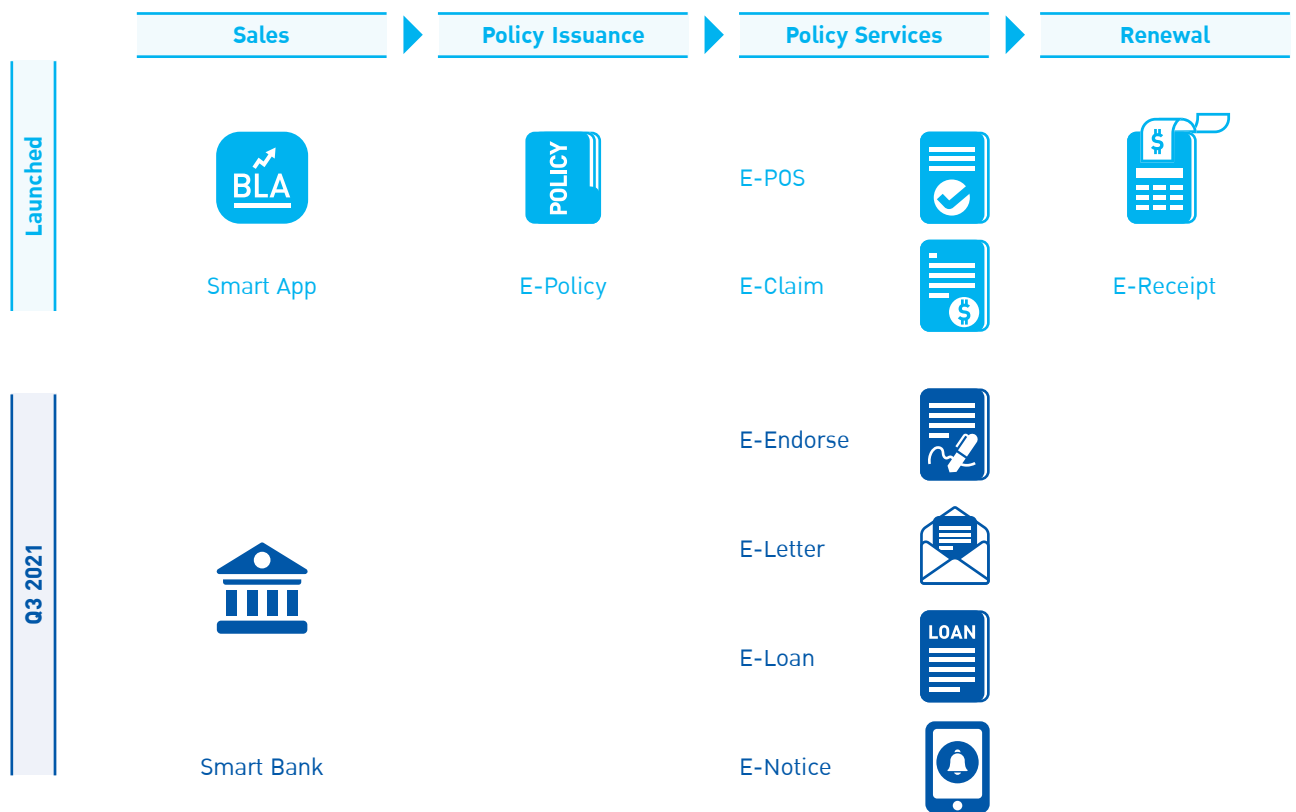 Sales
Policy Issuance
Policy Services
Renewal
Launched
BLA
POLICY
E-POS
$
Smart App
E-Policy
E-Claim
$
E-Receipt
Q3 2021
E-Endorse
E-Letter
E-Loan
LOAN
Smart Bank
E-Notice